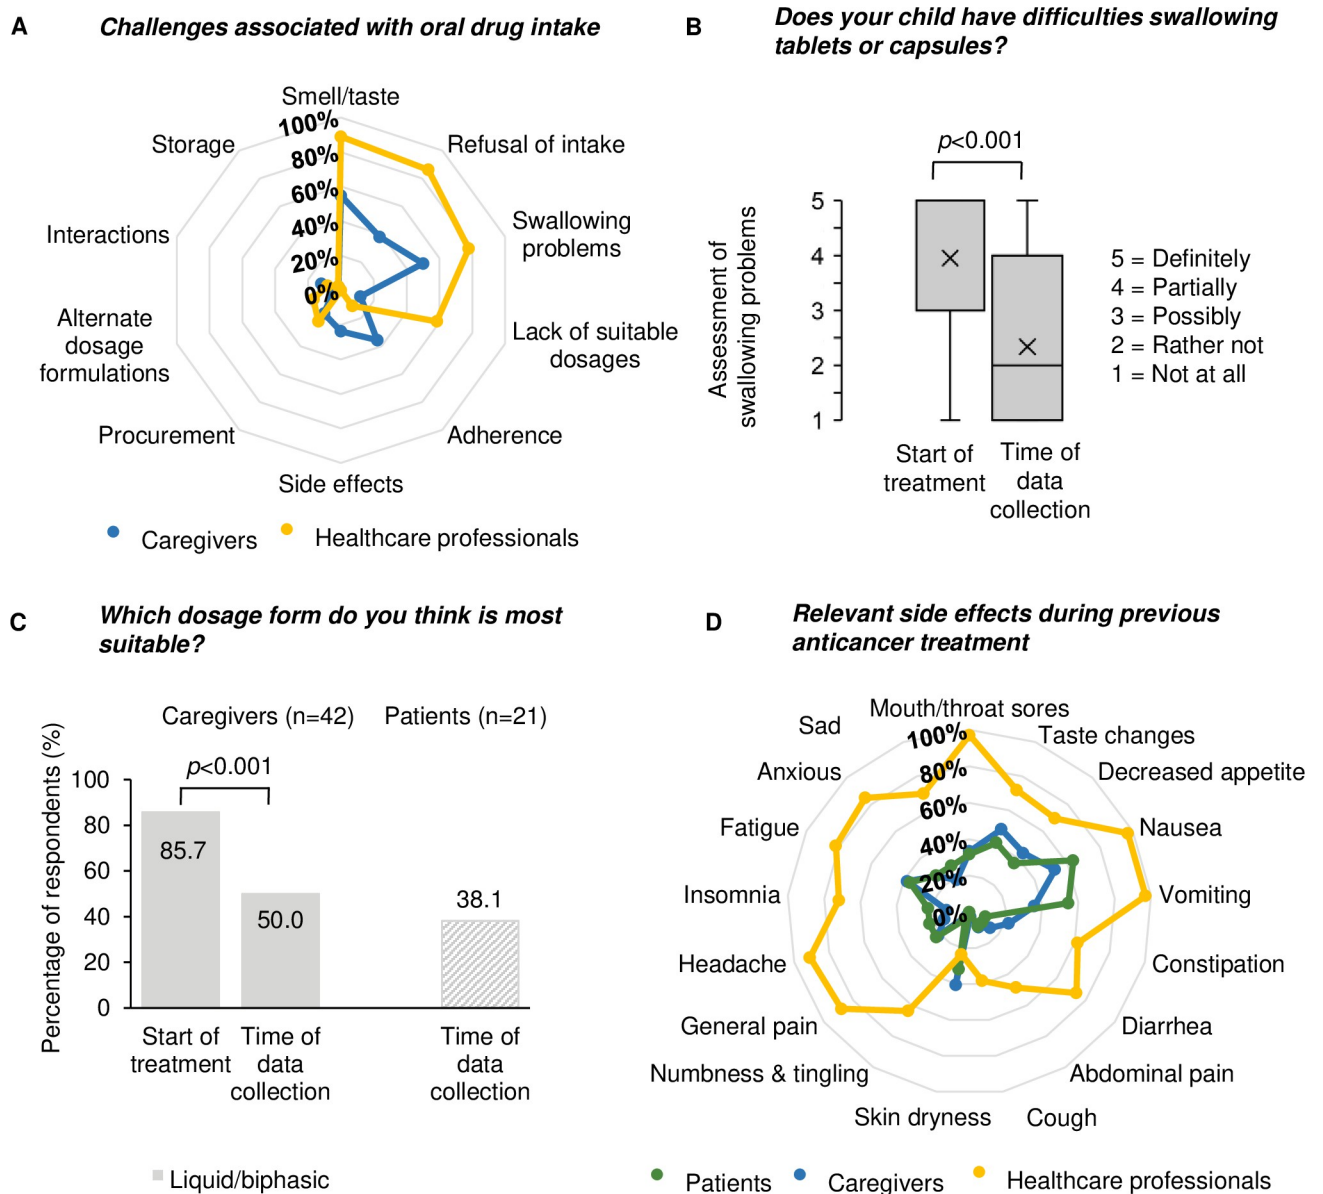 A
Challenges associated with oral drug intake
Smell/taste
100%
80%
60%
40%
20%
0%
Storage
Refusal of intake
Interactions
Swallowing
problems
Alternate
dosage
formulations
Lack of suitable
dosages
Procurement
Adherence
Side effects
Caregivers
Healthcare professionals
B
Does your child have difficulties swallowing
tablets or capsules?
p<0.001
Assessment of
swallowing problems
5
4
3
2
1
5 = Definitely
4 = Partially
3 = Possibly
2 = Rather not
1 = Not at all
Start of
treatment
Time of
data
collection
C
Which dosage form do you think is most
suitable?
Caregivers (n=42)
Patients (n=21)
p<0.001
Percentage of respondents (%)
100
80
60
40
20
0
85.7
50.0
38.1
Start of
treatment
Time of
data
collection
Time of
data
collection
Liquid/biphasic
D
Relevant side effects during previous
anticancer treatment
Mouth/throat sores
100%
80%
60%
40%
20%
0%
Sad
Taste changes
Anxious
Decreased appetite
Fatigue
Nausea
Insomnia
Vomiting
Headache
Constipation
General pain
Diarrhea
Numbness & tingling
Abdominal pain
Skin dryness
Cough
Patients
Caregivers
Healthcare professionals